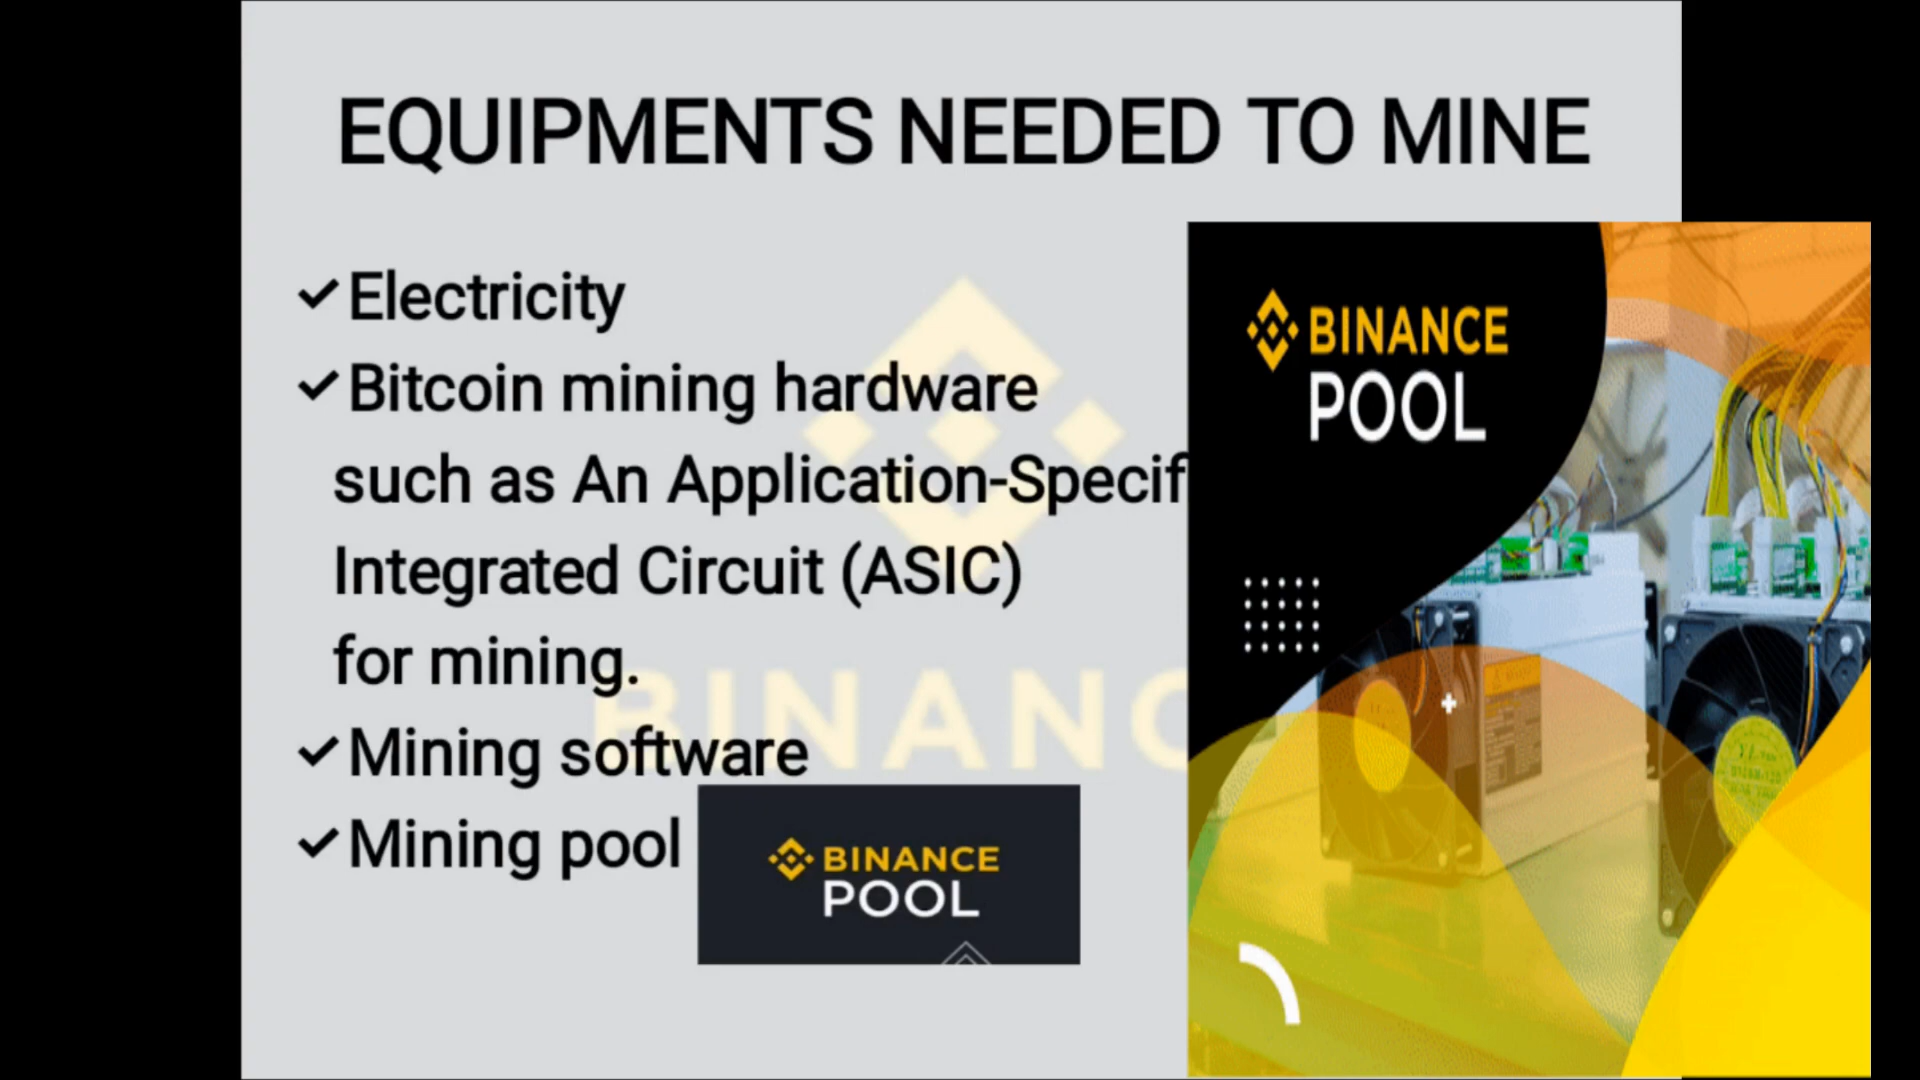 EQUIPMENTS NEEDED TO MINE
Electricity
Bitcoin mining hardware
such as An Application-Specif
Integrated Circuit (ASIC)
for mining.
Mining software
Mining pool
BINANCE
POOL
BINANCE
POOL
BINANC